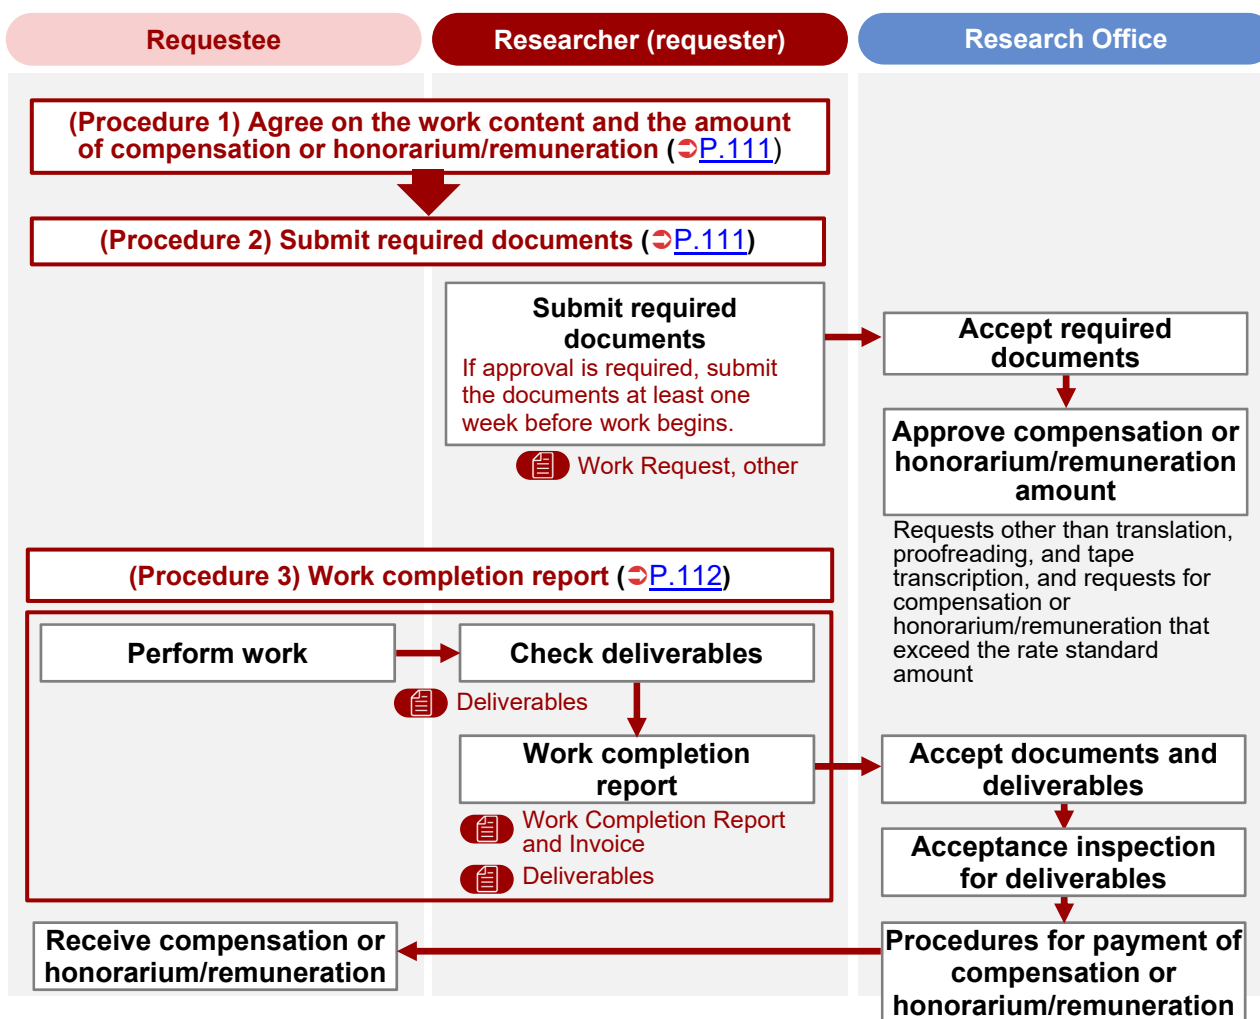 Requestee
Researcher (requester)
Research Office
(Procedure 1) Agree on the work content and the amount
of compensation or honorarium/remuneration (➲P.111)
(Procedure 2) Submit required documents (➲P.111)
Submit required
documents
If approval is required, submit
the documents at least one
week before work begins.
Work Request, other
Accept required
documents
Approve compensation or
honorarium/remuneration
amount
Requests other than translation,
proofreading, and tape
transcription, and requests for
compensation or
honorarium/remuneration that
exceed the rate standard
amount
(Procedure 3) Work completion report (➲P.112)
Perform work
Check deliverables
Deliverables
Work completion
report
Work Completion Report
and Invoice
Deliverables
Accept documents and
deliverables
Acceptance inspection
for deliverables
Procedures for payment of
compensation or
honorarium/remuneration
Receive compensation or
honorarium/remuneration